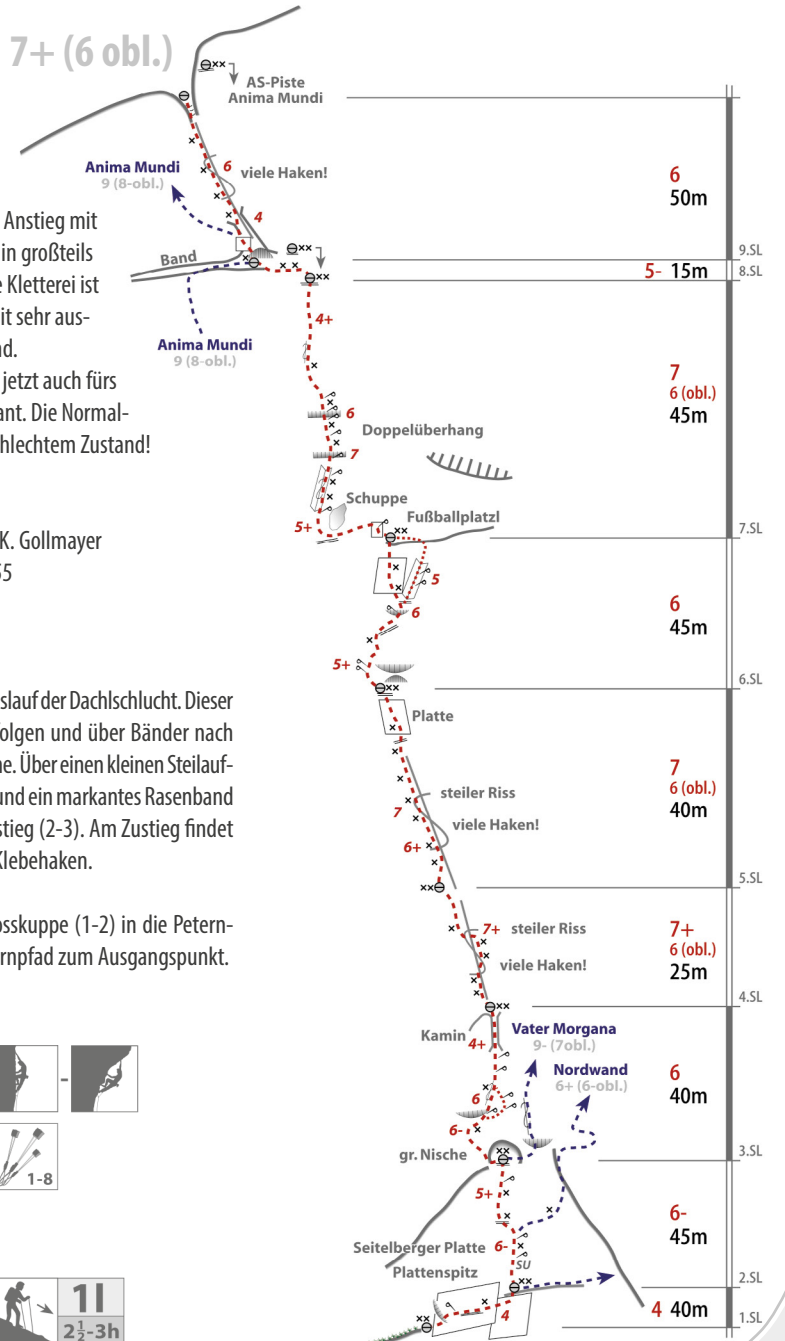 7+ (6 obl.)
AS-Piste
Anima Mundi
Anima Mundi
9 (8-obl.)
6
viele Haken!
6
50m
4
Anstieg mit
in großteils
e Kletterei ist
it sehr aus-
nd.
jetzt auch fürs
ant. Die Normal-
chlechtem Zustand!
Band
9.SL
5- 15m
8.SL
Anima Mundi
9 (8-obl.)
4+
7
6 (obl.)
45m
6
Doppelüberhang
7
Schuppe
5+
Fußballplatzl
7.SL
K. Gollmayer
55
5
6
6
45m
5+
6.SL
slauf der Dachlschlucht. Dieser
olgen und über Bänder nach
ne. Über einen kleinen Steilauf-
und ein markantes Rasenband
stieg (2-3). Am Zustieg findet
Klebehaken.
Platte
steiler Riss
7
viele Haken!
6+
7
6 (obl.)
40m
5.SL
osskuppe (1-2) in die Petern-
rnpfad zum Ausgangspunkt.
7+
steiler Riss
viele Haken!
7+
6 (obl.)
25m
4.SL
Kamin
4+
Vater Morgana
9- (7obl.)
Nordwand
6+ (6-obl.)
6
6
40m
6-
gr. Nische
3.SL
-
1-8
5+
6-
45m
Seitelberger Platte
6-
SU
Plattenspitz
2.SL
4
4 40m
1.SL
1l
2½-3h